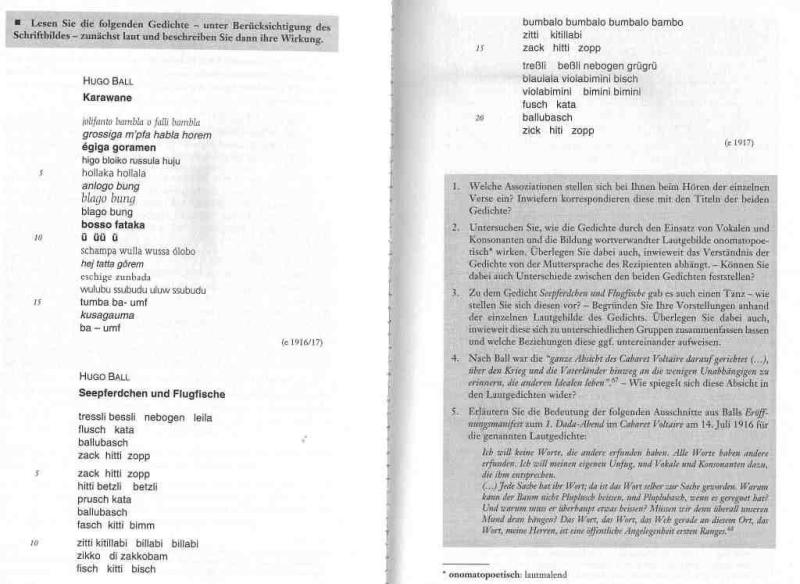 ■ Lesen Sie die folgenden Gedichte – unter Berücksichtigung des
Schriftbildes – zunächst laut und beschreiben Sie dann ihre Wirkung.
HUGO BALL
Karawane
jolifanto bambla o falli bambla
grossiga m'pfa habla horem
égiga goramen
higo bloiko russula huju
5 hollaka hollala
anlogo bung
blago bung
blago bung
bosso fataka
10 ü üü ü
schampa wulla wussa ólobo
hej tatta gôrem
eschige zunbada
wulubu ssubudu uluw ssubudu
15 tumba ba- umf
kusagauma
ba – umf
(e 1916/17)
HUGO BALL
Seepferdchen und Flugfische
tressli bessli nebogen leila
flusch kata
ballubasch
zack hitti zopp
5 zack hitti zopp
hitti betzli betzli
prusch kata
ballubasch
fasch kitti bimm
10 zitti kitillabi billabi billabi
zikko di zakkobam
fisch kitti bisch
bumbalo bumbalo bumbalo bambo
zitti kitillabi
15 zack hitti zopp
treßli beßli nebogen grügrü
blaulala violabimini bisch
violabimini bimini bimini
fusch kata
20 ballubasch
zick hiti zopp
(e 1917)
1. Welche Assoziationen stellen sich bei Ihnen beim Hören der einzelnen
Verse ein? Inwiefern korrespondieren diese mit den Titeln der beiden
Gedichte?
2. Untersuchen Sie, wie die Gedichte durch den Einsatz von Vokalen und
Konsonanten und die Bildung wortverwandter Lautgebilde onomatopoe-
tisch* wirken. Überlegen Sie dabei auch, inwieweit das Verständnis der
Gedichte von der Muttersprache des Rezipienten abhängt. – Können Sie
dabei auch Unterschiede zwischen den beiden Gedichten feststellen?
3. Zu dem Gedicht Seepferdchen und Flugfische gab es auch einen Tanz – wie
stellen Sie sich diesen vor? – Begründen Sie Ihre Vorstellungen anhand
der einzelnen Lautgebilde des Gedichts. Überlegen Sie dabei auch,
inwieweit diese sich zu unterschiedlichen Gruppen zusammenfassen lassen
und welche Beziehungen diese ggf. untereinander aufweisen.
4. Nach Ball war die "ganze Absicht des Cabaret Voltaire darauf gerichtet (...),
über den Krieg und die Vaterländer hinweg an die wenigen Unabhängigen zu
erinnern, die anderen Idealen leben".67 – Wie spiegelt sich diese Absicht in
den Lautgedichten wider?
5. Erläutern Sie die Bedeutung der folgenden Ausschnitte aus Balls Eröff-
nungsmanifest zum 1. Dada-Abend im Cabaret Voltaire am 14. Juli 1916 für
die genannten Lautgedichte:
Ich will keine Worte, die andere erfunden haben. Alle Worte haben andere
erfunden. Ich will meinen eigenen Unfug, und Vokale und Konsonanten dazu,
die ihm entsprechen.
(...) Jede Sache hat ihr Wort; da ist das Wort selber zur Sache geworden. Warum
kann der Baum nicht Pluplusch heissen, und Pluplubasch, wenn es geregnet hat?
Und warum muss er überhaupt etwas heissen? Müssen wir denn überall unseren
Mund dran hängen? Das Wort, das Wort, das Weh gerade an diesem Ort, das
Wort, meine Herren, ist eine öffentliche Angelegenheit ersten Ranges.68
* onomatopoetisch: lautmalend